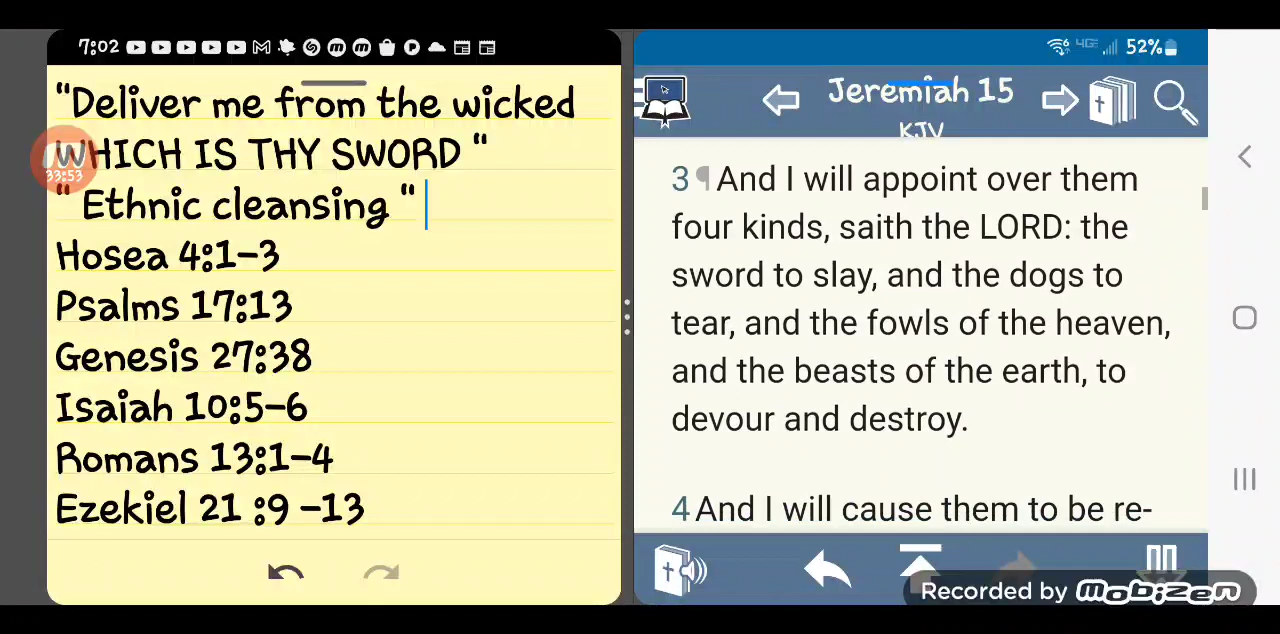 7:02
"Deliver me from the wicked
WHICH IS THY SWORD "
33:53
" Ethnic cleansing "
Hosea 4:1-3
Psalms 17:13
Genesis 27:38
Isaiah 10:5-6
Romans 13:1-4
Ezekiel 21 :9 -13
4GE 52%
Jeremiah 15
KJV
3 ¶ And I will appoint over them
four kinds, saith the LORD: the
sword to slay, and the dogs to
tear, and the fowls of the heaven,
and the beasts of the earth, to
devour and destroy.
4 And I will cause them to be re-
Recorded by mobizen